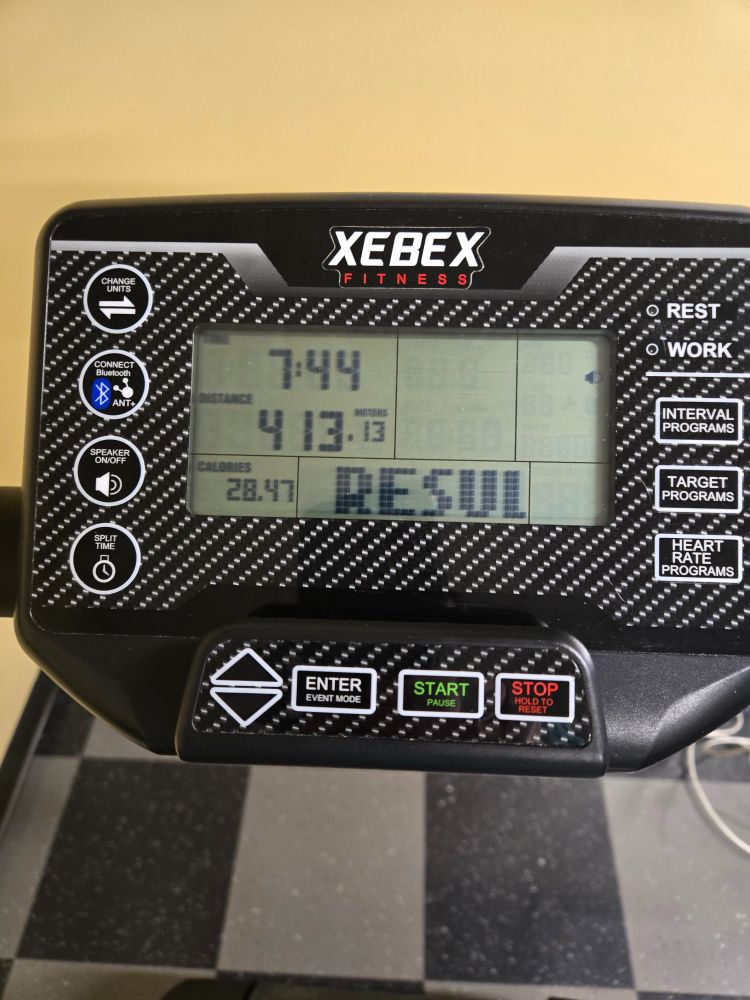 XEBEX
FITNESS
CHANGE
UNITS
CONNECT
Bluetooth
ANT+
SPEAKER
ON/OFF
SPLIT
TIME
TIME
7:44
DISTANCE
METERS
413.13
CALORIES
28.47
RESUL
REST
WORK
INTERVAL
PROGRAMS
TARGET
PROGRAMS
HEART
RATE
PROGRAMS
ENTER
EVENT MODE
START
PAUSE
STOP
HOLD TO
RESET